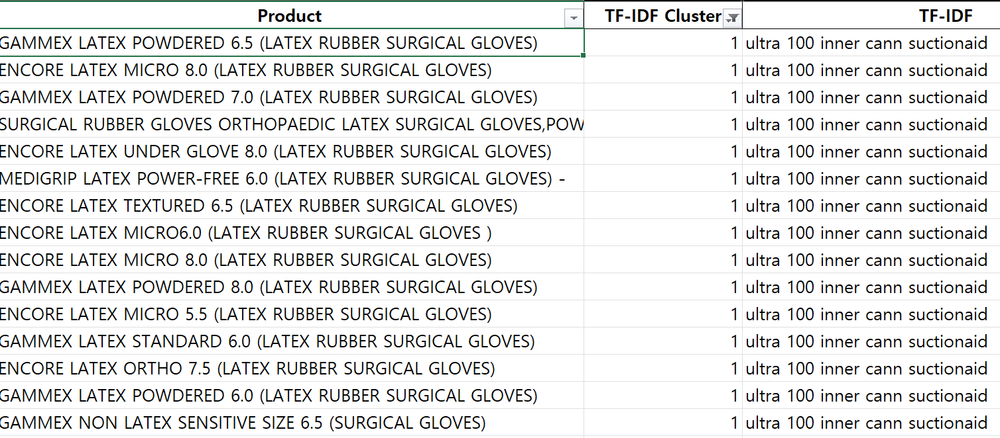 Product TF-IDF Cluster TF-IDF
GAMMEX LATEX POWDERED 6.5 (LATEX RUBBER SURGICAL GLOVES) 1 ultra 100 inner cann suctionaid
ENCORE LATEX MICRO 8.0 (LATEX RUBBER SURGICAL GLOVES) 1 ultra 100 inner cann suctionaid
GAMMEX LATEX POWDERED 7.0 (LATEX RUBBER SURGICAL GLOVES) 1 ultra 100 inner cann suctionaid
SURGICAL RUBBER GLOVES ORTHOPAEDIC LATEX SURGICAL GLOVES,POW 1 ultra 100 inner cann suctionaid
ENCORE LATEX UNDER GLOVE 8.0 (LATEX RUBBER SURGICAL GLOVES) 1 ultra 100 inner cann suctionaid
MEDIGRIP LATEX POWER-FREE 6.0 (LATEX RUBBER SURGICAL GLOVES) - 1 ultra 100 inner cann suctionaid
ENCORE LATEX TEXTURED 6.5 (LATEX RUBBER SURGICAL GLOVES) 1 ultra 100 inner cann suctionaid
ENCORE LATEX MICRO6.0 (LATEX RUBBER SURGICAL GLOVES ) 1 ultra 100 inner cann suctionaid
ENCORE LATEX MICRO 8.0 (LATEX RUBBER SURGICAL GLOVES) 1 ultra 100 inner cann suctionaid
GAMMEX LATEX POWDERED 8.0 (LATEX RUBBER SURGICAL GLOVES) 1 ultra 100 inner cann suctionaid
ENCORE LATEX MICRO 5.5 (LATEX RUBBER SURGICAL GLOVES) 1 ultra 100 inner cann suctionaid
GAMMEX LATEX STANDARD 6.0 (LATEX RUBBER SURGICAL GLOVES) 1 ultra 100 inner cann suctionaid
ENCORE LATEX ORTHO 7.5 (LATEX RUBBER SURGICAL GLOVES) 1 ultra 100 inner cann suctionaid
GAMMEX LATEX POWDERED 6.0 (LATEX RUBBER SURGICAL GLOVES) 1 ultra 100 inner cann suctionaid
GAMMEX NON LATEX SENSITIVE SIZE 6.5 (SURGICAL GLOVES) 1 ultra 100 inner cann suctionaid